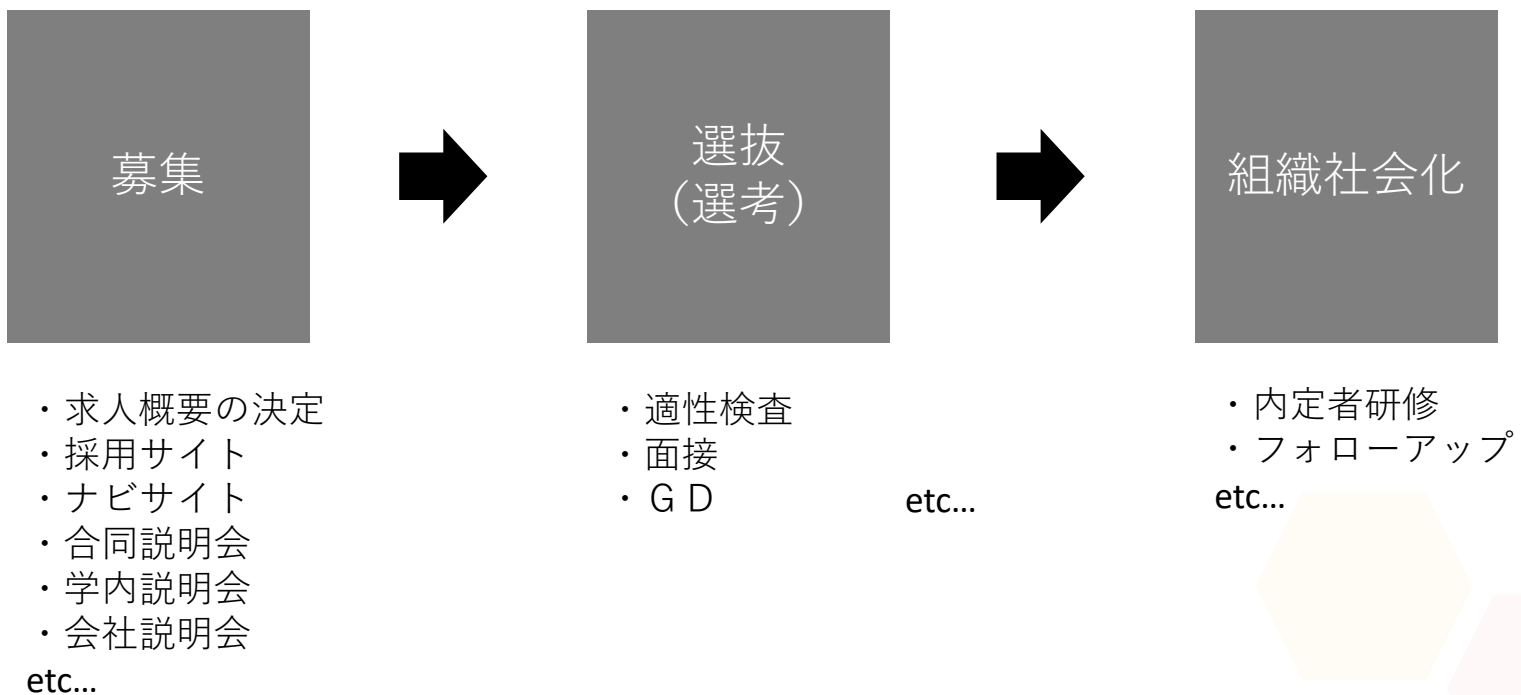 募集
選抜
（選考）
組織社会化
・求人概要の決定
・採用サイト
・ナビサイト
・合同説明会
・学内説明会
・会社説明会
etc…
・適性検査
・面接
・ＧＤ
etc…
・内定者研修
・フォローアップ
etc…